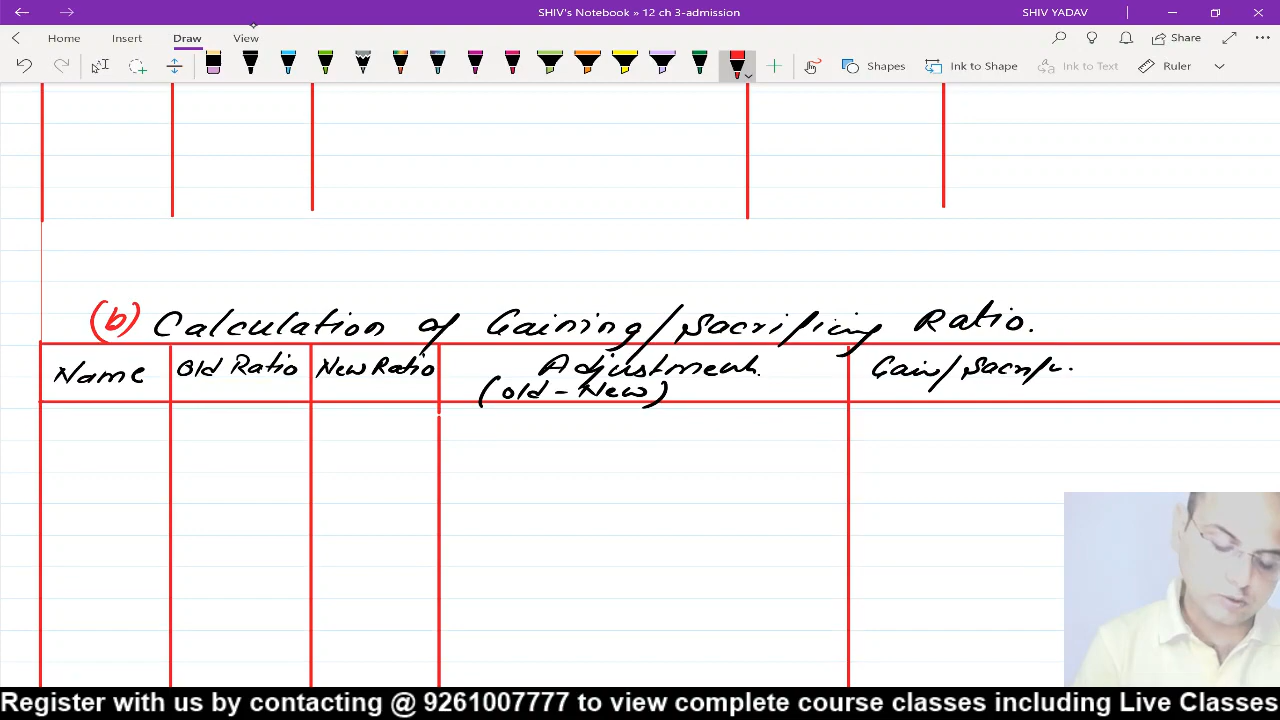 SHIV's Notebook » 12 ch 3-admission
SHIV YADAV
Home Insert Draw View
Share
Shapes Ink to Shape Ink to Text Ruler
(b) Calculation of Gaining/Sacrificing Ratio.
Name Old Ratio New Ratio Adjustment. Gain/Sacrifice.
(Old - New)
Register with us by contacting @ 9261007777 to view complete course classes including Live Classes